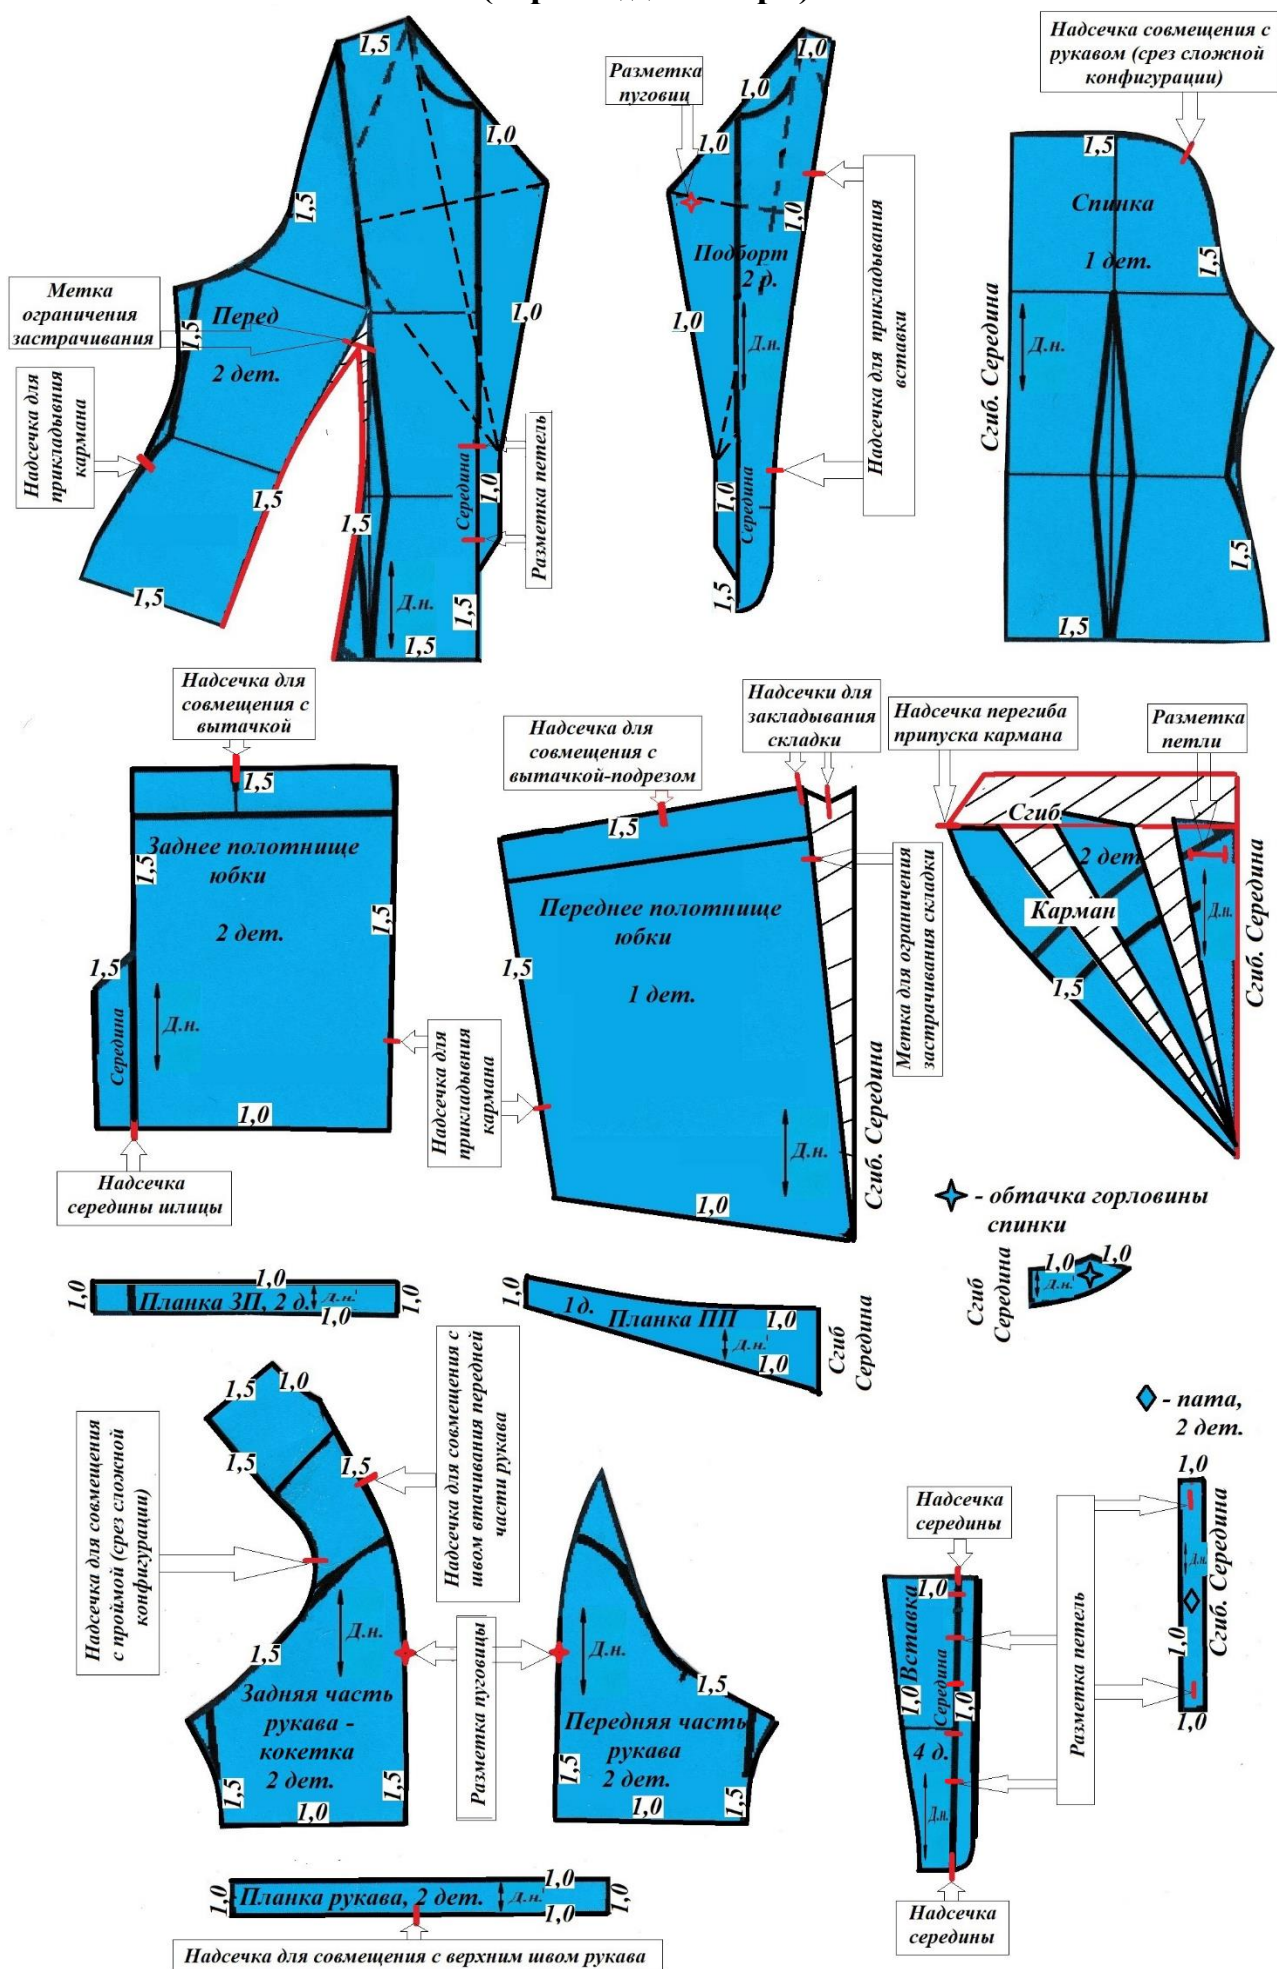 1,5
1,0
1,5
1,5
1,0
Перед
2 дет.
1,5
1,5
1,5
1,5
1,5
1,0
1,5
Середина
Д.н.
Метка
ограничения
застрачивания
Надсечка для
прикладывния
кармана
Разметка петель
Разметка
пуговиц
1,0
1,0
1,0
1,0
1,0
1,0
1,5
Подборт
2 д.
Д.н.
Середина
Надсечка для прикладывания
вставки
Надсечка совмещения с
рукавом (срез сложной
конфигурации)
1,5
Спинка
1 дет.
1,5
1,5
1,5
Д.н.
Сгиб. Середина
Надсечка для
совмещения с
вытачкой
1,5
Заднее полотнище
юбки
2 дет.
1,5
1,5
1,5
Д.н.
Середина
1,0
Надсечка
середины шлицы
Надсечка для
прикладывния
кармана
Надсечка для
совмещения с
вытачкой-подрезом
Надсечки для
закладывания
складки
1,5
Переднее полотнище
юбки
1 дет.
1,5
Д.н.
1,0
Сгиб. Середина
Метка для ограничения
застрачивания складки
Надсечка перегиба
припуска кармана
Разметка
петли
Сгиб
2 дет
Карман
1,5
Д.н.
Сгиб. Середина
- обтачка горловины
спинки
1,0
1,0
Д.н.
Сгиб
Середина
1,0
1,0
Планка ЗП, 2 д.
Д.н.
1,0
1,0
1,0
1д.
Планка ПП
1,0
Д.н.
1,0
Сгиб
Середина
Надсечка для совмещения
с проймой (срез сложной
конфигурации)
1,5
1,0
1,5
1,5
1,5
Д.н.
Задняя часть
рукава -
кокетка
2 дет.
1,5
1,5
1,0
Надсечка для совмещения с
швом втачивания передней
части рукава
Разметка пуговицы
Д.н.
1,5
Передняя часть
рукава
2 дет.
1,5
1,5
1,0
- пата,
2 дет.
1,0
Д.н.
1,0
1,0
Сгиб. Середина
Надсечка
середины
1,0
Вставка
Середина
1,0
1,0
4 д.
Д.н.
Разметка петель
Надсечка
середины
1,0
Планка рукава, 2 дет.
Д.н.
1,0
1,0
1,0
Надсечка для совмещения с верхним швом рукава